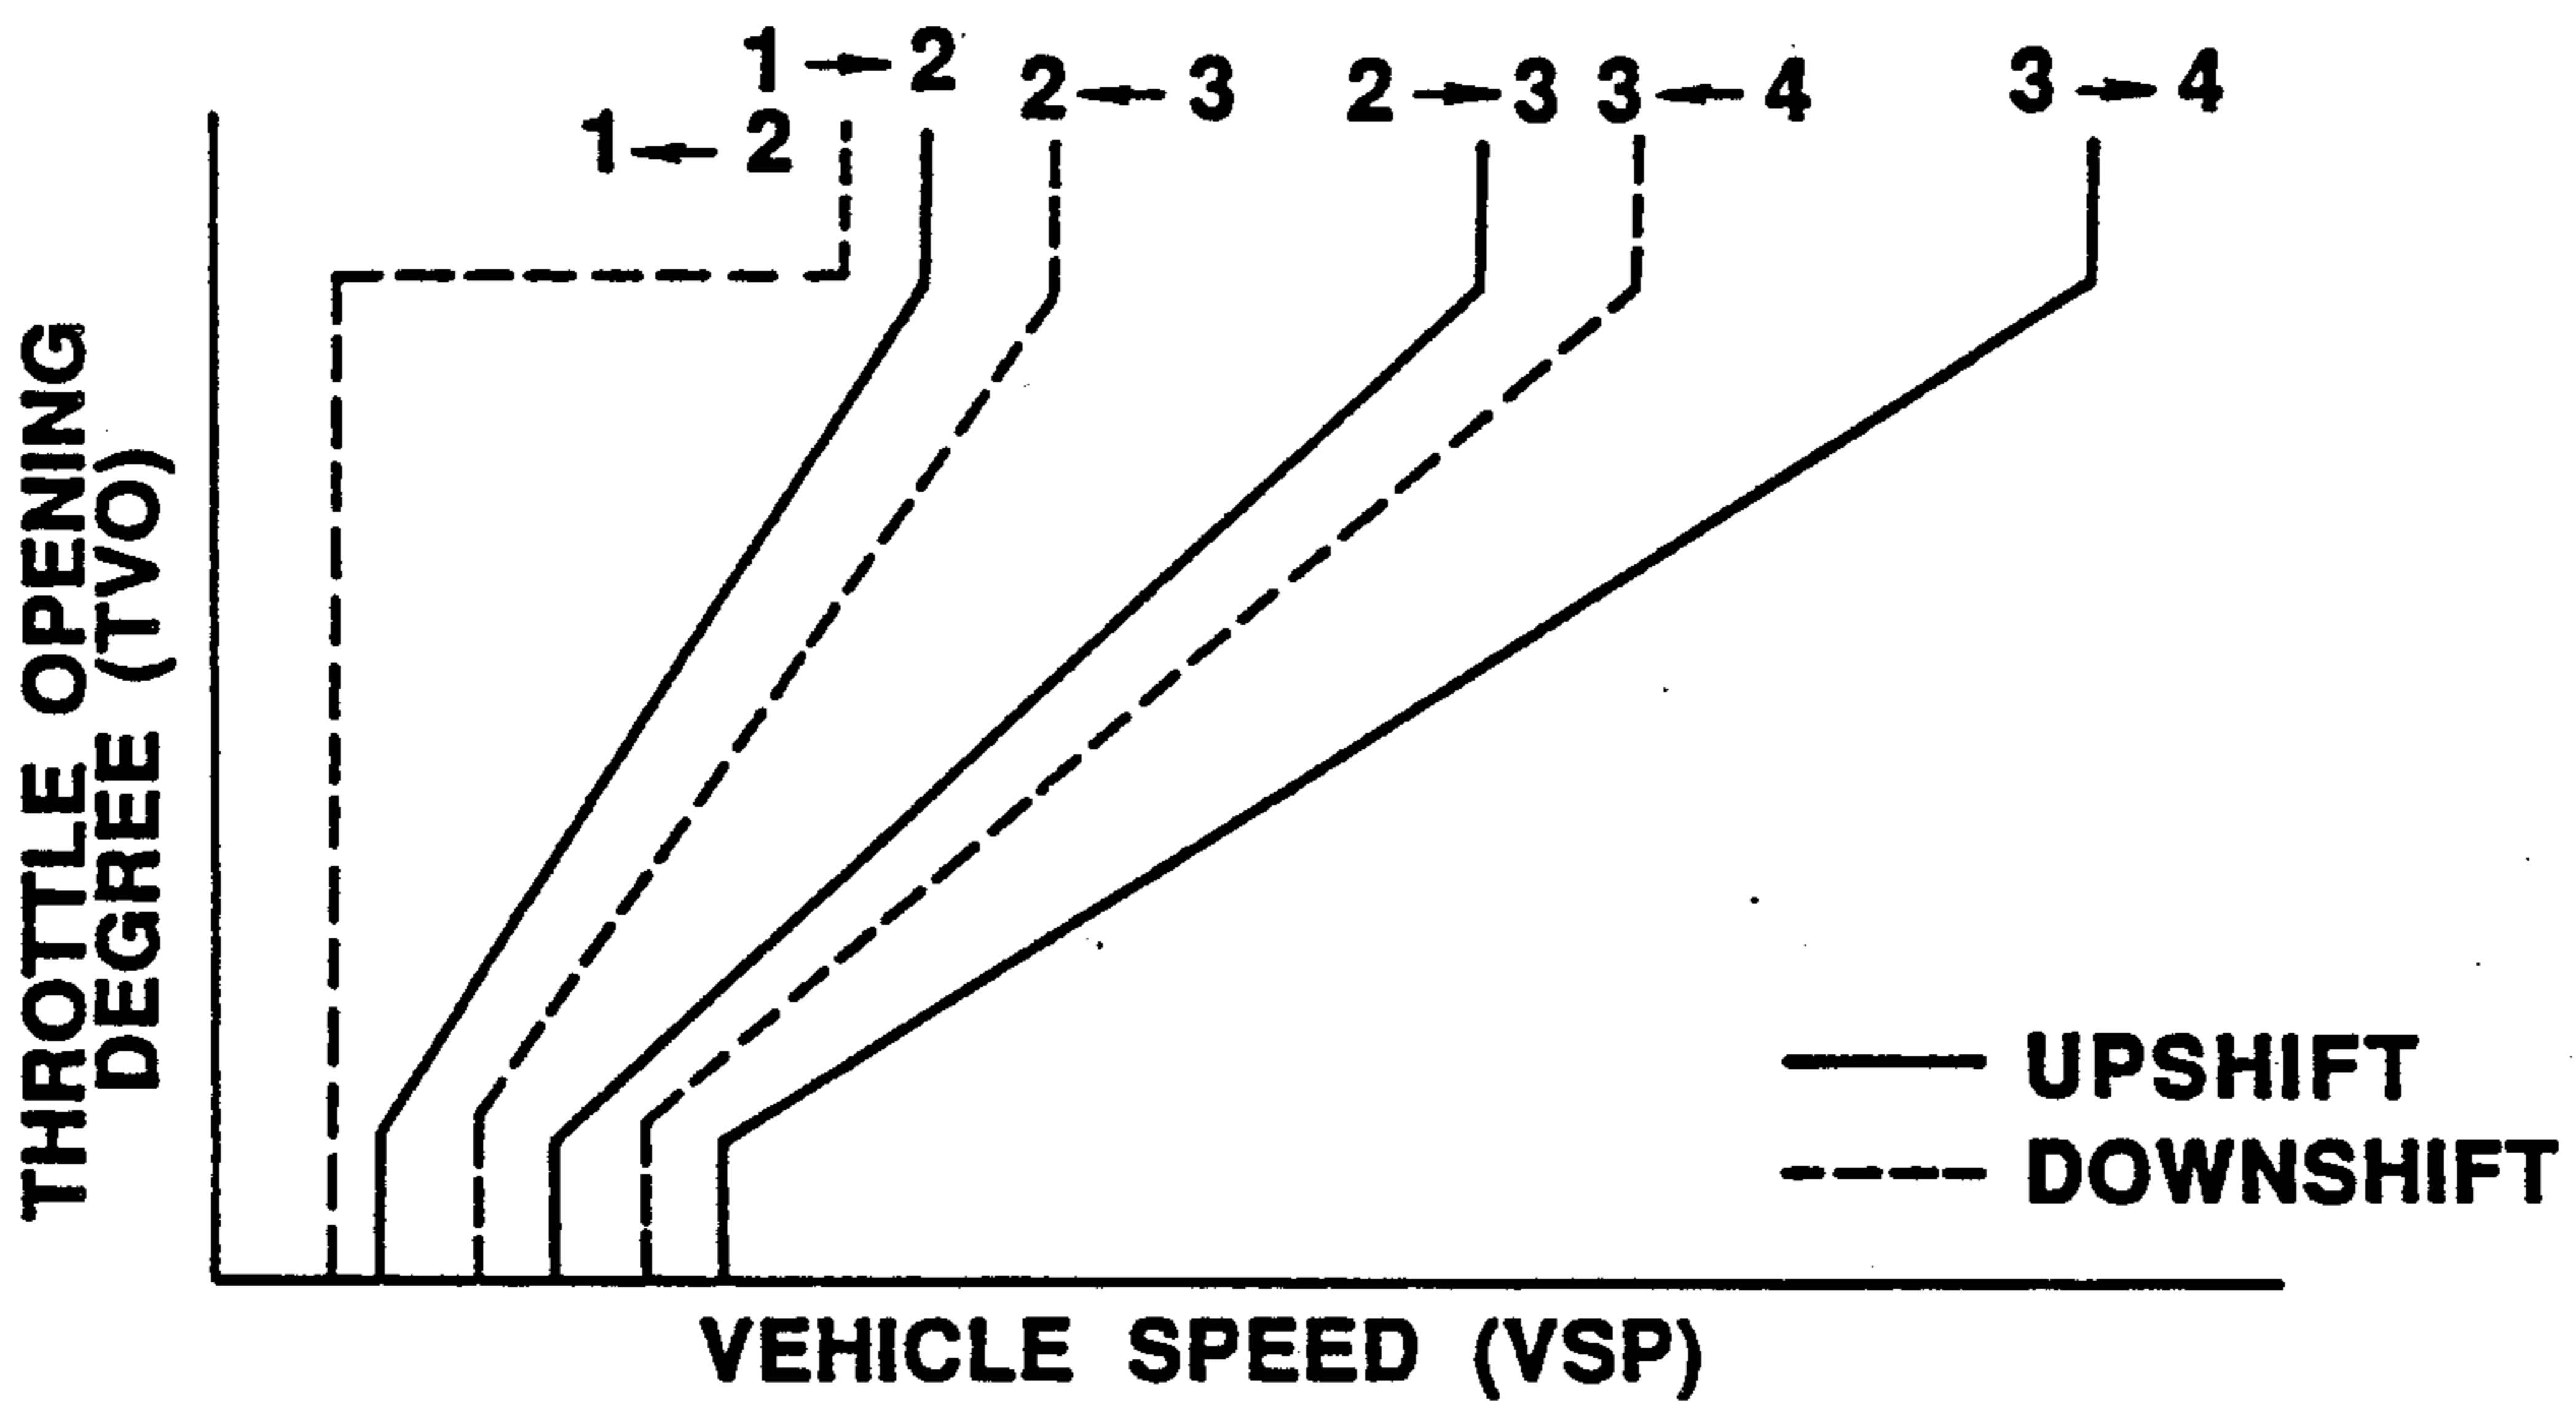 1→2
1←2
2←3
2→3
3←4
3→4
THROTTLE OPENING
DEGREE (TVO)
UPSHIFT
DOWNSHIFT
VEHICLE SPEED (VSP)